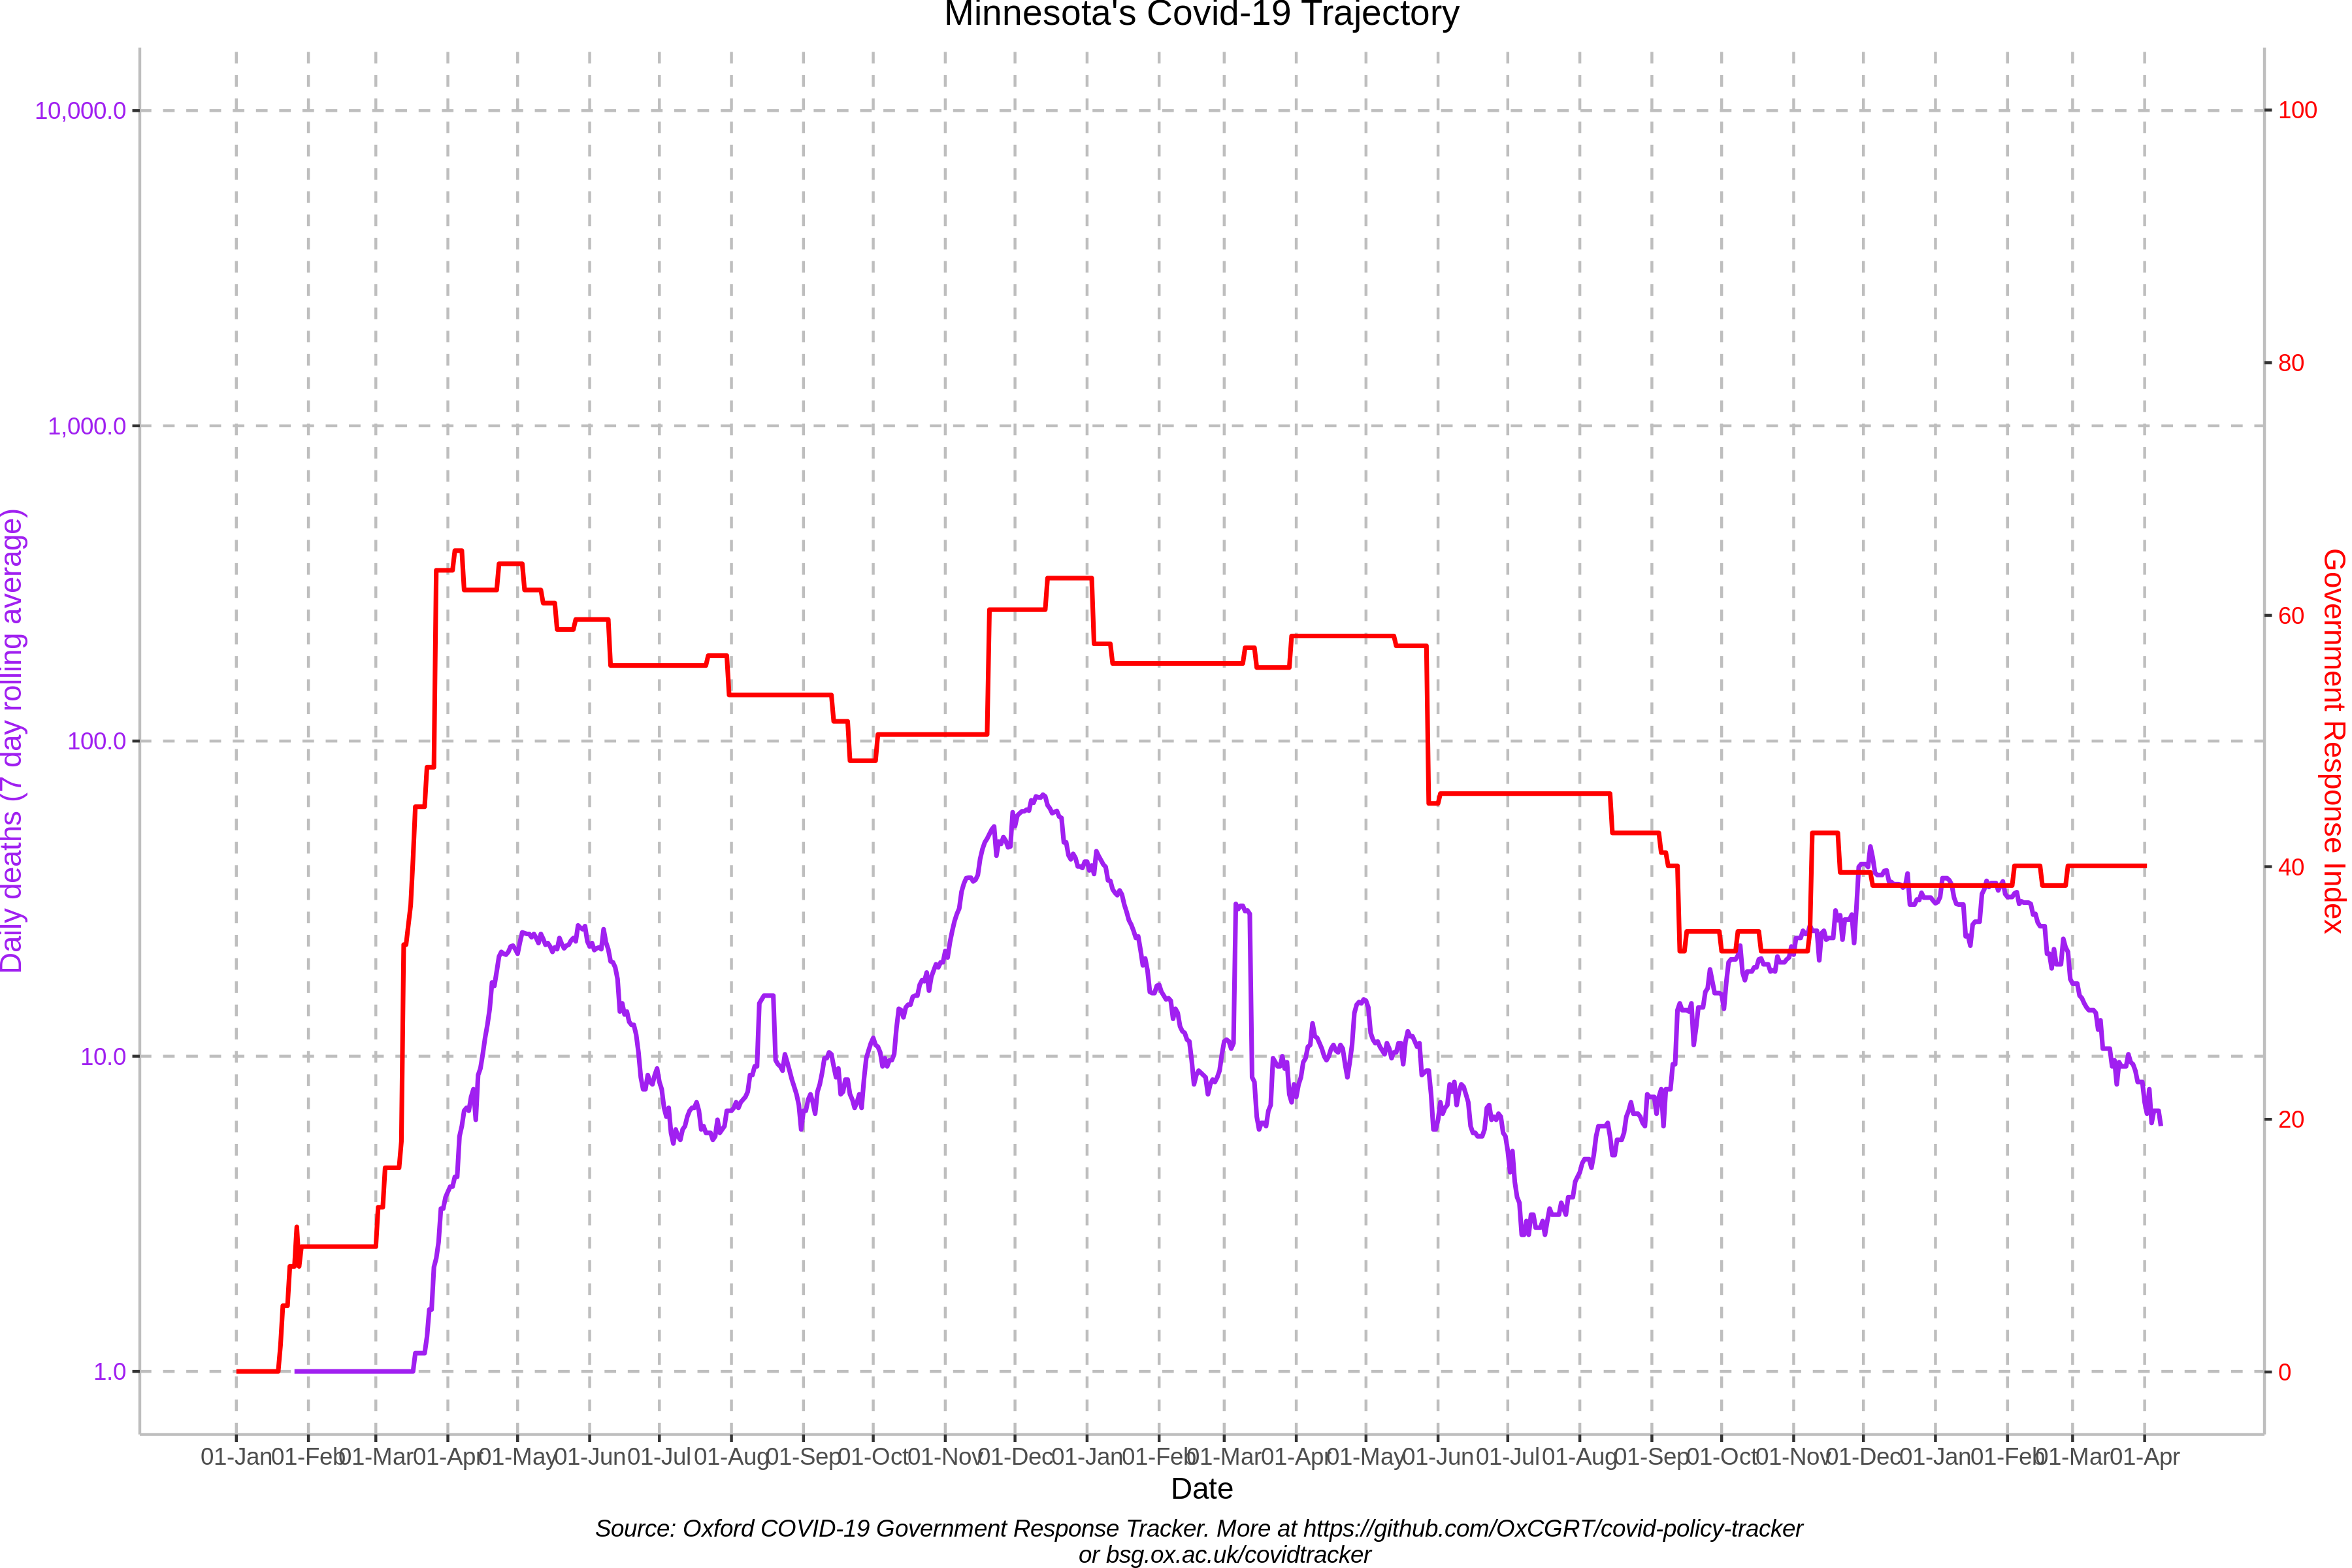 Minnesota's Covid-19 Trajectory
10,000.0
1,000.0
100.0
10.0
1.0
Daily deaths (7 day rolling average)
100
80
60
40
20
0
Government Response Index
01-Jan 01-Feb 01-Mar 01-Apr 01-May 01-Jun 01-Jul 01-Aug 01-Sep 01-Oct 01-Nov 01-Dec 01-Jan 01-Feb 01-Mar 01-Apr 01-May 01-Jun 01-Jul 01-Aug 01-Sep 01-Oct 01-Nov 01-Dec 01-Jan 01-Feb 01-Mar 01-Apr
Date
Source: Oxford COVID-19 Government Response Tracker. More at https://github.com/OxCGRT/covid-policy-tracker
or bsg.ox.ac.uk/covidtracker